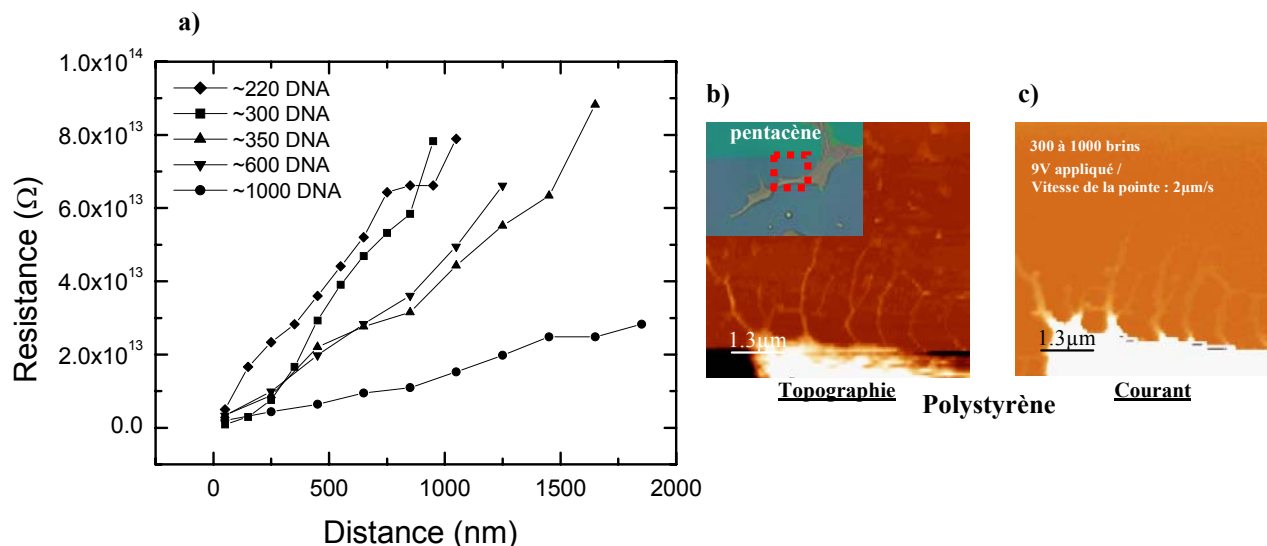 a)
1.0x10^14
8.0x10^13
6.0x10^13
4.0x10^13
2.0x10^13
0.0
Resistance (Ω)
~220 DNA
~300 DNA
~350 DNA
~600 DNA
~1000 DNA
0
500
1000
1500
2000
Distance (nm)
b)
pentacène
1.3µm
Topographie
c)
300 à 1000 brins
9V appliqué /
Vitesse de la pointe : 2µm/s
1.3µm
Courant
Polystyrène